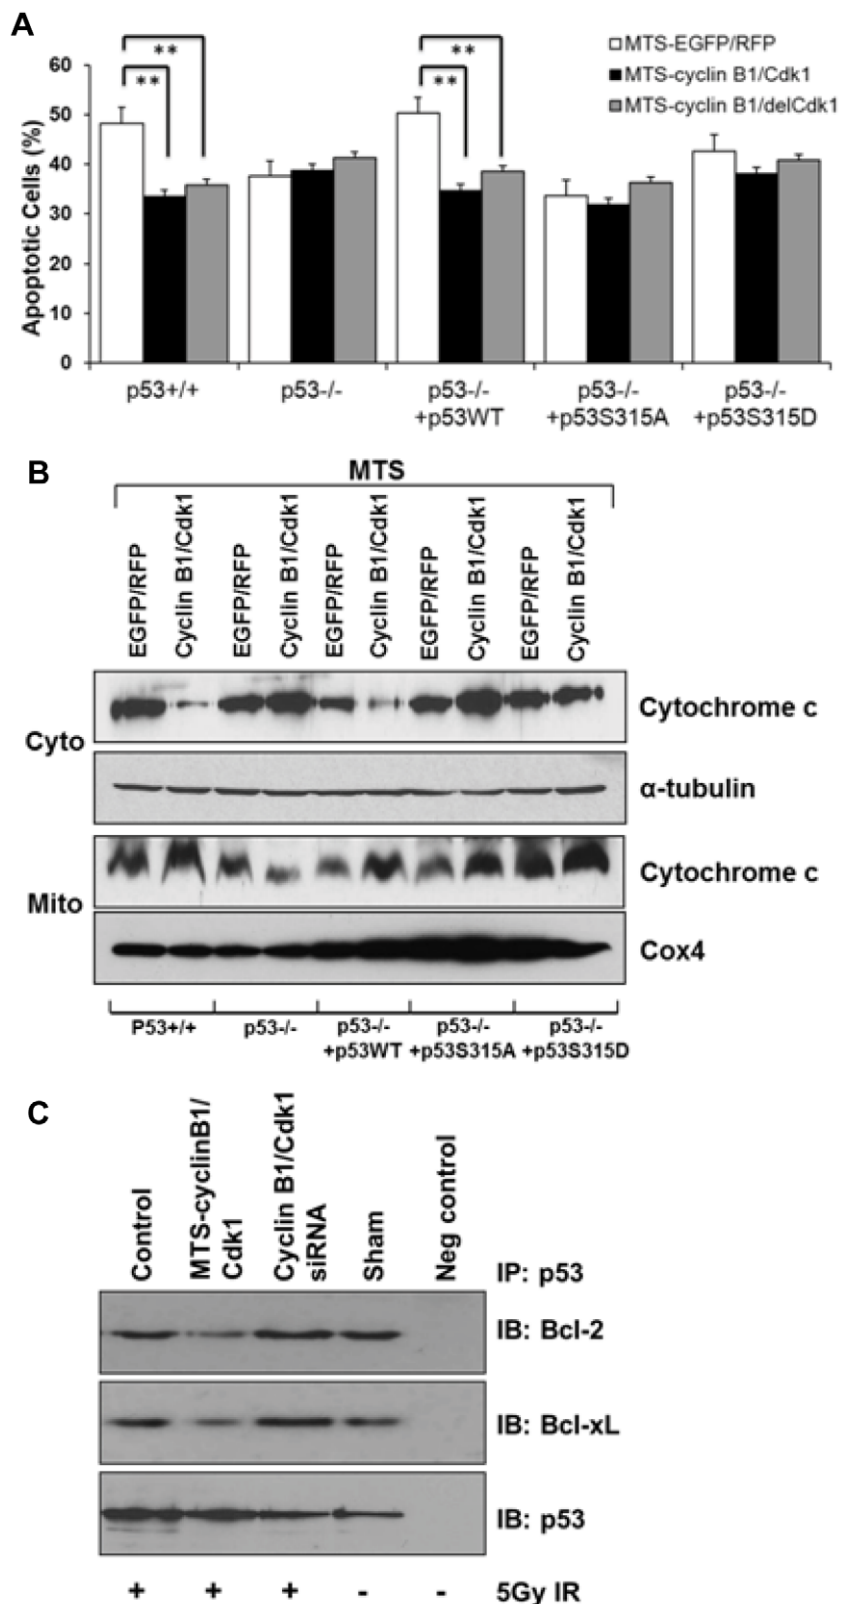 A
Apoptotic Cells (%)
60
50
40
30
20
10
0
**
**
**
**
MTS-EGFP/RFP
MTS-cyclin B1/Cdk1
MTS-cyclin B1/delCdk1
p53+/+
p53-/-
p53-/-
+p53WT
p53-/-
+p53S315A
p53-/-
+p53S315D
B
MTS
EGFP/RFP
Cyclin B1/Cdk1
EGFP/RFP
Cyclin B1/Cdk1
EGFP/RFP
Cyclin B1/Cdk1
EGFP/RFP
Cyclin B1/Cdk1
EGFP/RFP
Cyclin B1/Cdk1
Cyto
Cytochrome c
α-tubulin
Mito
Cytochrome c
Cox4
P53+/+
p53-/-
p53-/-
+p53WT
p53-/-
+p53S315A
p53-/-
+p53S315D
C
Control
MTS-cyclinB1/
Cdk1
Cyclin B1/Cdk1
siRNA
Sham
Neg control
IP: p53
IB: Bcl-2
IB: Bcl-xL
IB: p53
+ + + - - 5Gy IR